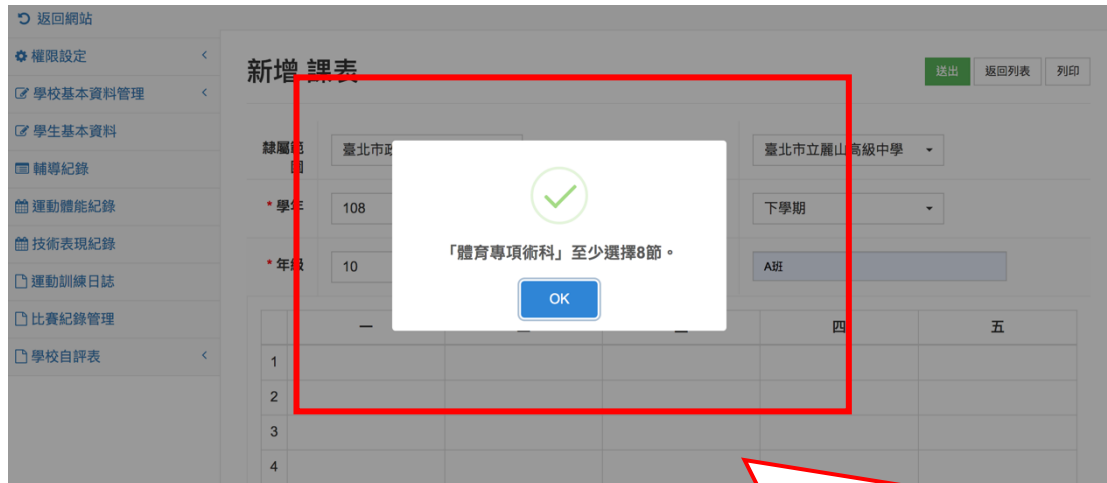 返回網站
權限設定
學校基本資料管理
學生基本資料
輔導紀錄
運動體能紀錄
技術表現紀錄
運動訓練日誌
比賽紀錄管理
學校自評表
新增 課表
送出 返回列表 列印
隸屬範圍 臺北市政 臺北市立麗山高級中學
* 學年 108 下學期
* 年級 10 A班
「體育專項術科」至少選擇8節。
OK
一 二 三 四 五
1
2
3
4